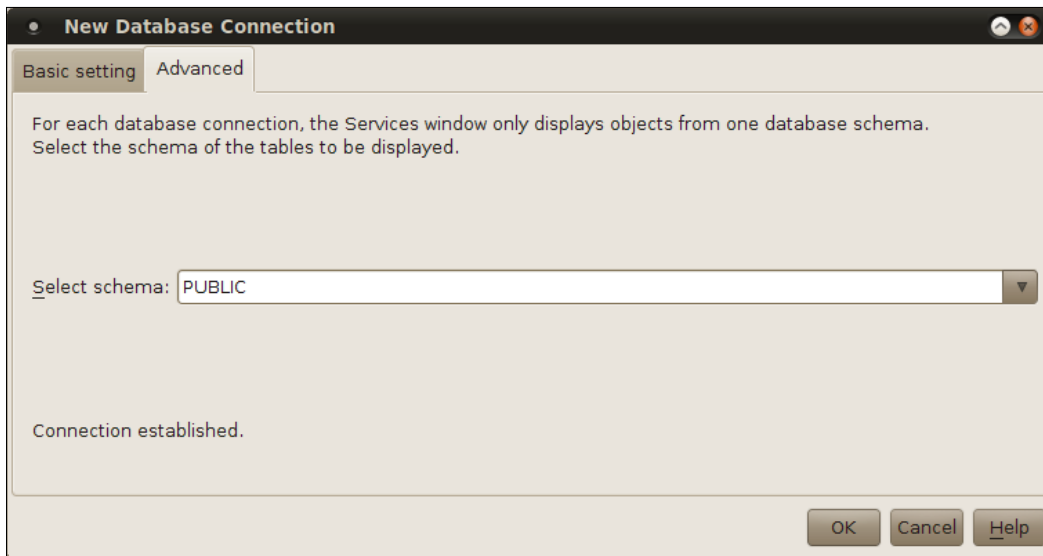 New Database Connection
Basic setting
Advanced
For each database connection, the Services window only displays objects from one database schema.
Select the schema of the tables to be displayed.
Select schema: PUBLIC
Connection established.
OK Cancel Help